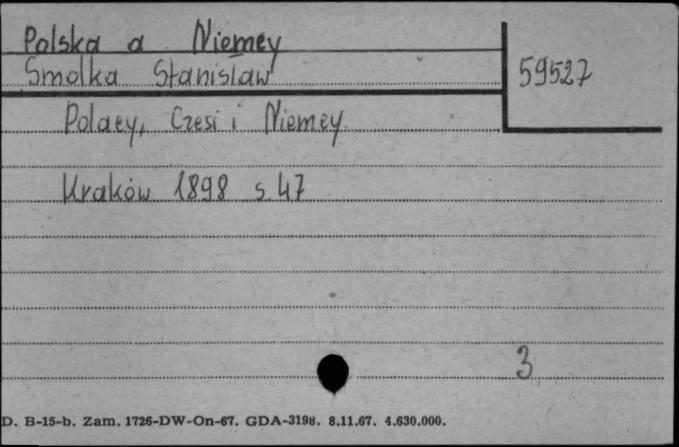 Polska a Niemcy
Smolka Stanisław
59527
Polacy, Czesi i Niemcy.
Kraków 1898 s. 47
3
D. B-15-b. Zam. 1726-DW-On-67. GDA-3198. 8.11.67. 4.630.000.